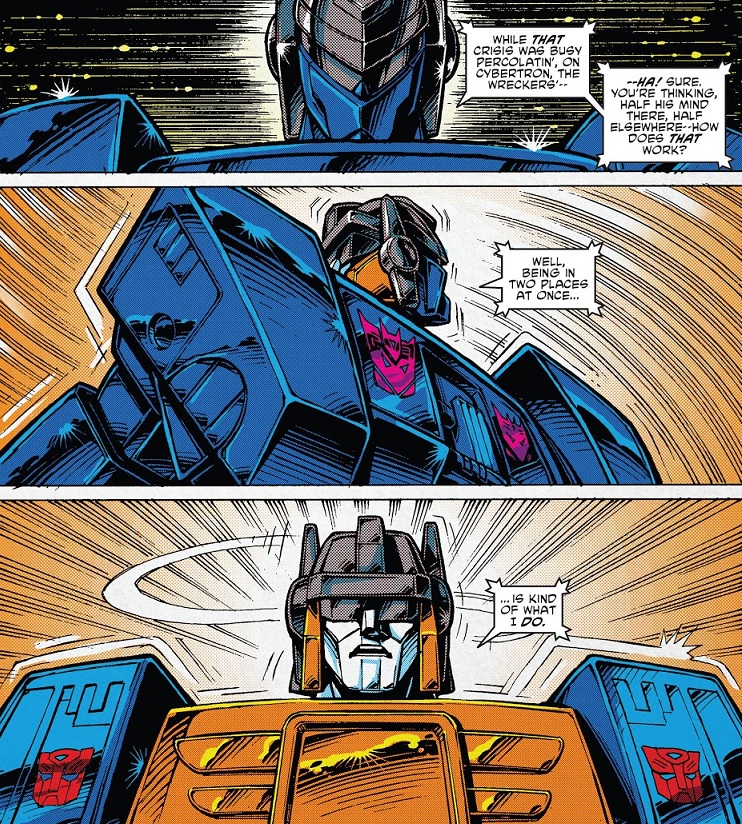 WHILE THAT
CRISIS WAS BUSY
PERCOLATIN', ON
CYBERTRON, THE
WRECKERS'--
--HA! SURE.
YOU'RE THINKING,
HALF HIS MIND
THERE, HALF
ELSEWHERE--HOW
DOES THAT
WORK?
WELL,
BEING IN
TWO PLACES
AT ONCE...
...IS KIND
OF WHAT
I DO.